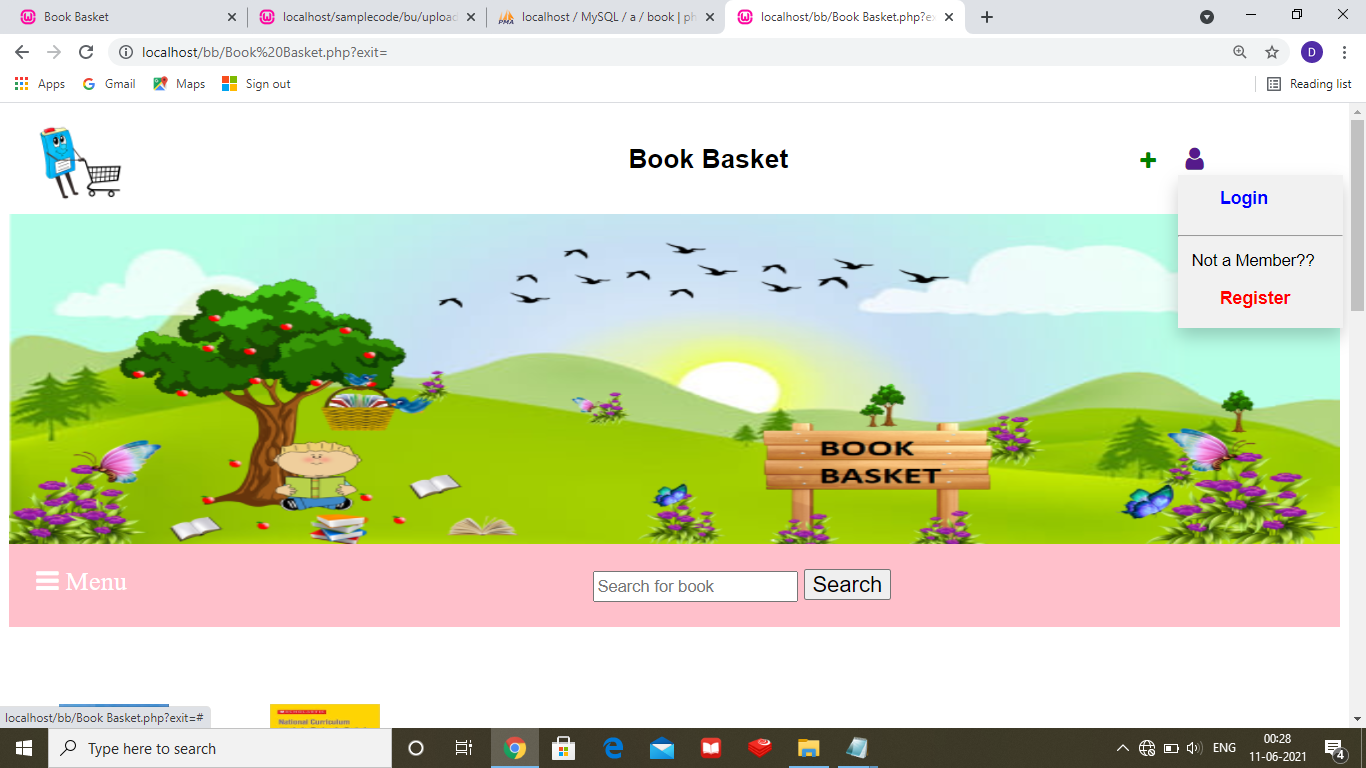 Book Basket
localhost/samplecode/bu/upload
localhost / MySQL / a / book | ph
localhost/bb/Book Basket.php?e
localhost/bb/Book%20Basket.php?exit=
D
Apps
Gmail
Maps
Sign out
Reading list
Book Basket
Login
Not a Member??
Register
BOOK
BASKET
Menu
Search for book
Search
National Curriculum
localhost/bb/Book Basket.php?exit=#
Type here to search
ENG
00:28
11-06-2021
4